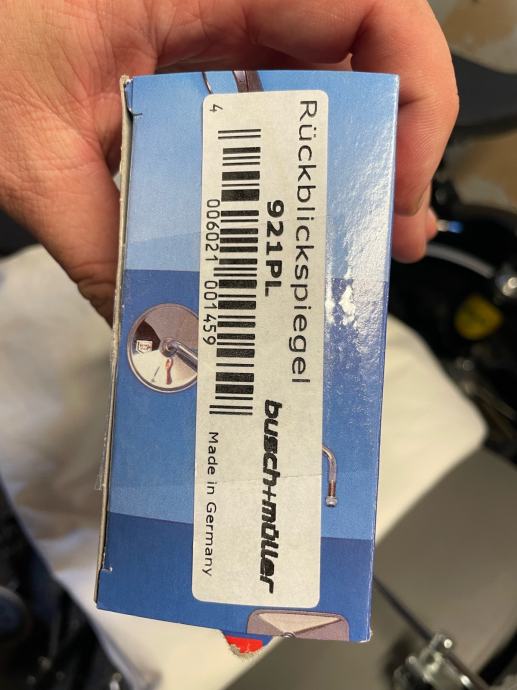 Rückblickspiegel
921PL
busch+müller
4 006021 001459
Made in Germany